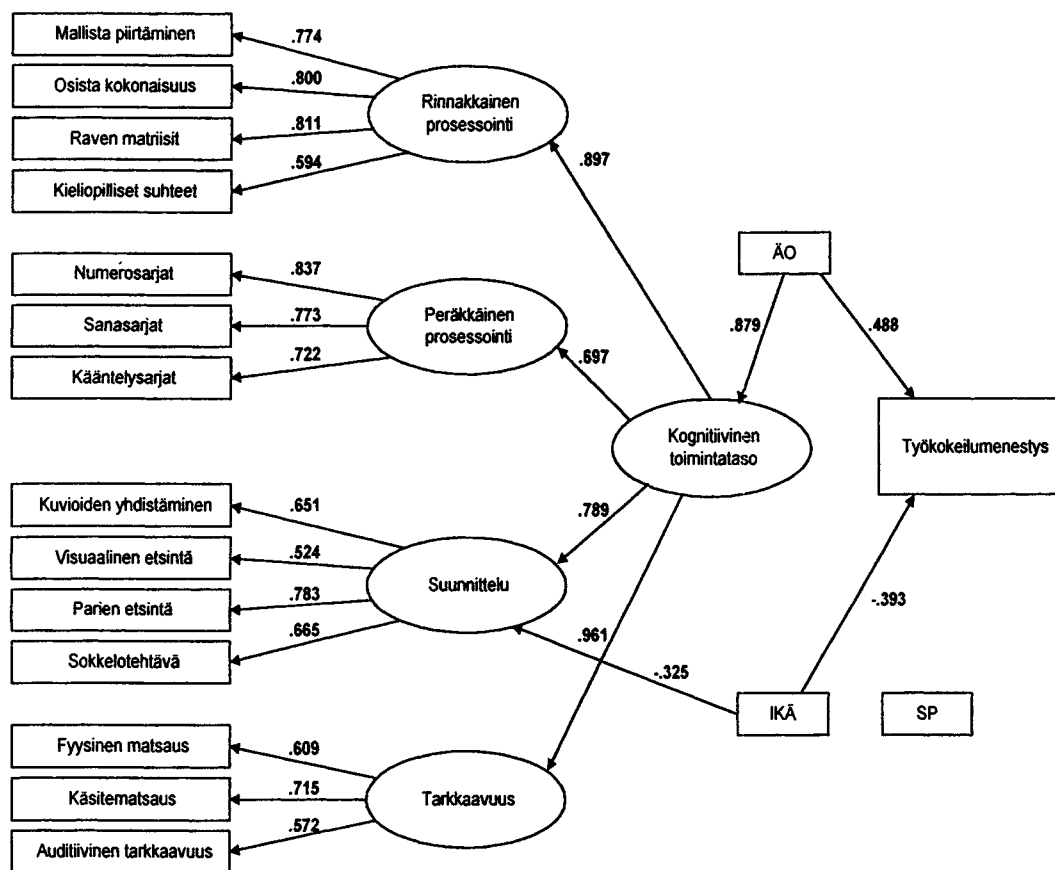 Mallista piirtäminen
Osista kokonaisuus
Raven matriisit
Kieliopilliset suhteet
.774
.800
.811
.594
Rinnakkainen
prosessointi
.897
Numerosarjat
Sanasarjat
Kääntelysarjat
.837
.773
.722
Peräkkäinen
prosessointi
.697
ÄO
.879
.488
Kognitiivinen
toimintataso
Työkokeilumenestys
Kuvioiden yhdistäminen
Visuaalinen etsintä
Parien etsintä
Sokkelotehtävä
.651
.524
.783
.665
Suunnittelu
.789
.961
-.325
-.393
IKÄ
SP
Fyysinen matsaus
Käsitematsaus
Auditiivinen tarkkaavuus
.609
.715
.572
Tarkkaavuus